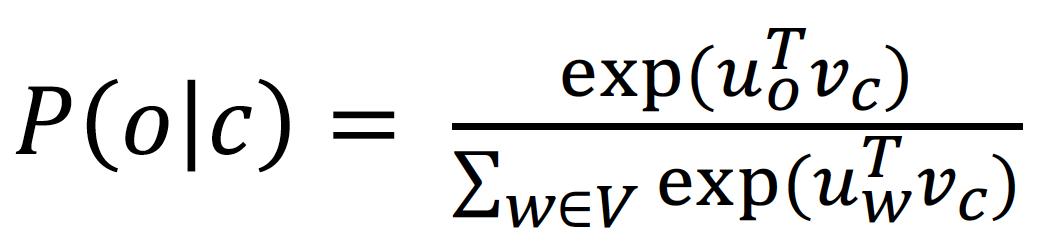 P(o|c) = exp(u_o^T v_c) / ∑_{w∈V} exp(u_w^T v_c)